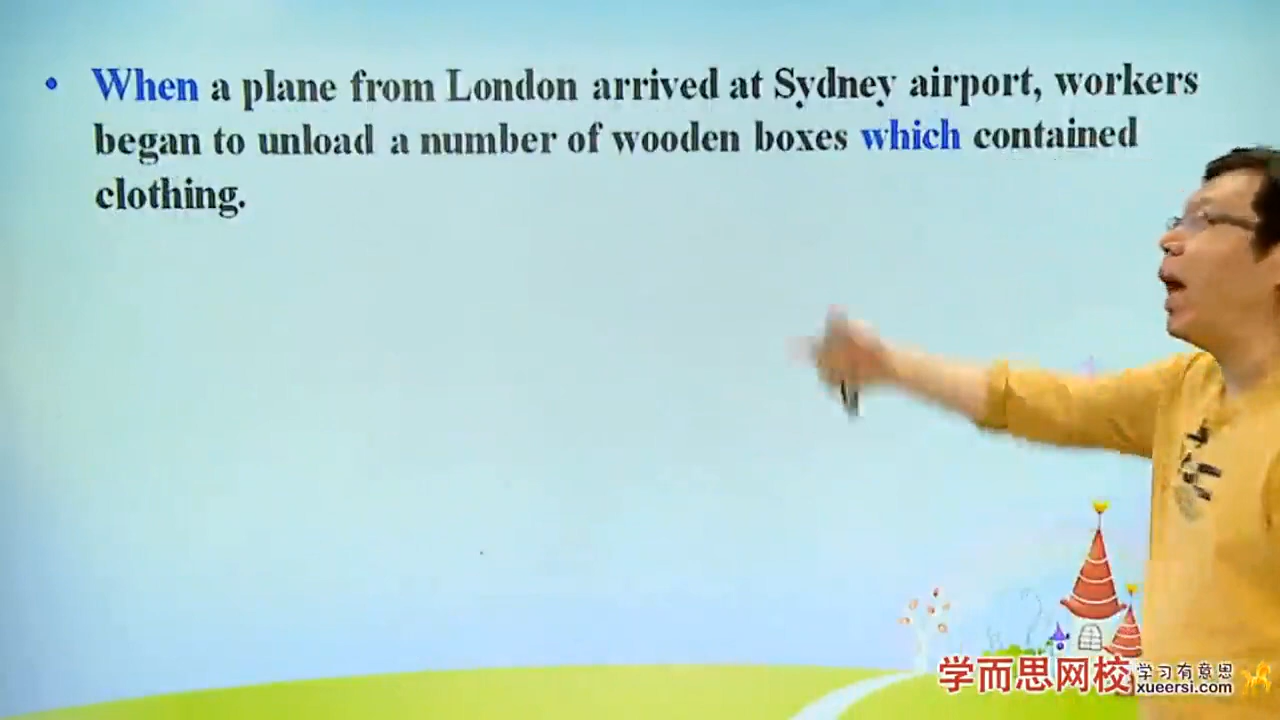 • When a plane from London arrived at Sydney airport, workers
began to unload a number of wooden boxes which contained
clothing.
学而思网校
学习有意思
xueersi.com